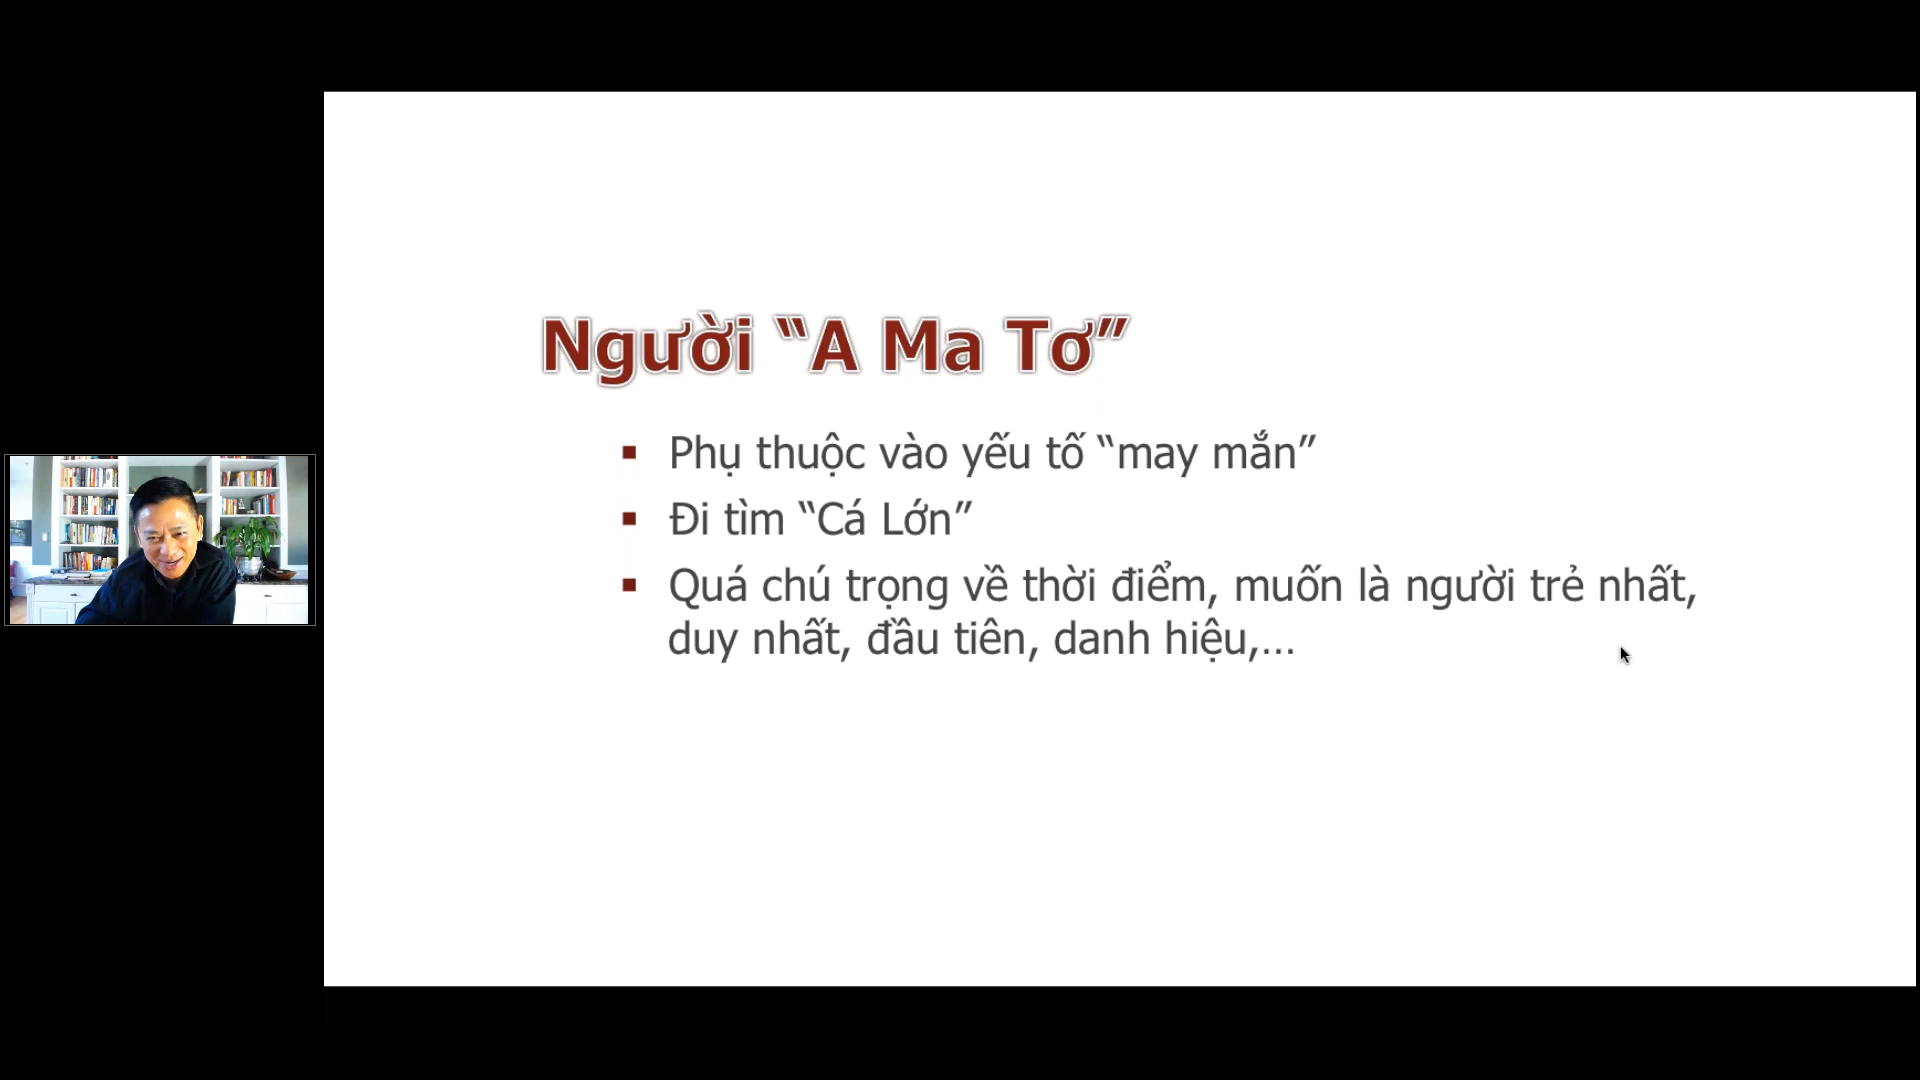 Người “A Ma Tơ”
Phụ thuộc vào yếu tố “may mắn”
Đi tìm “Cá Lớn”
Quá chú trọng về thời điểm, muốn là người trẻ nhất,
duy nhất, đầu tiên, danh hiệu,...